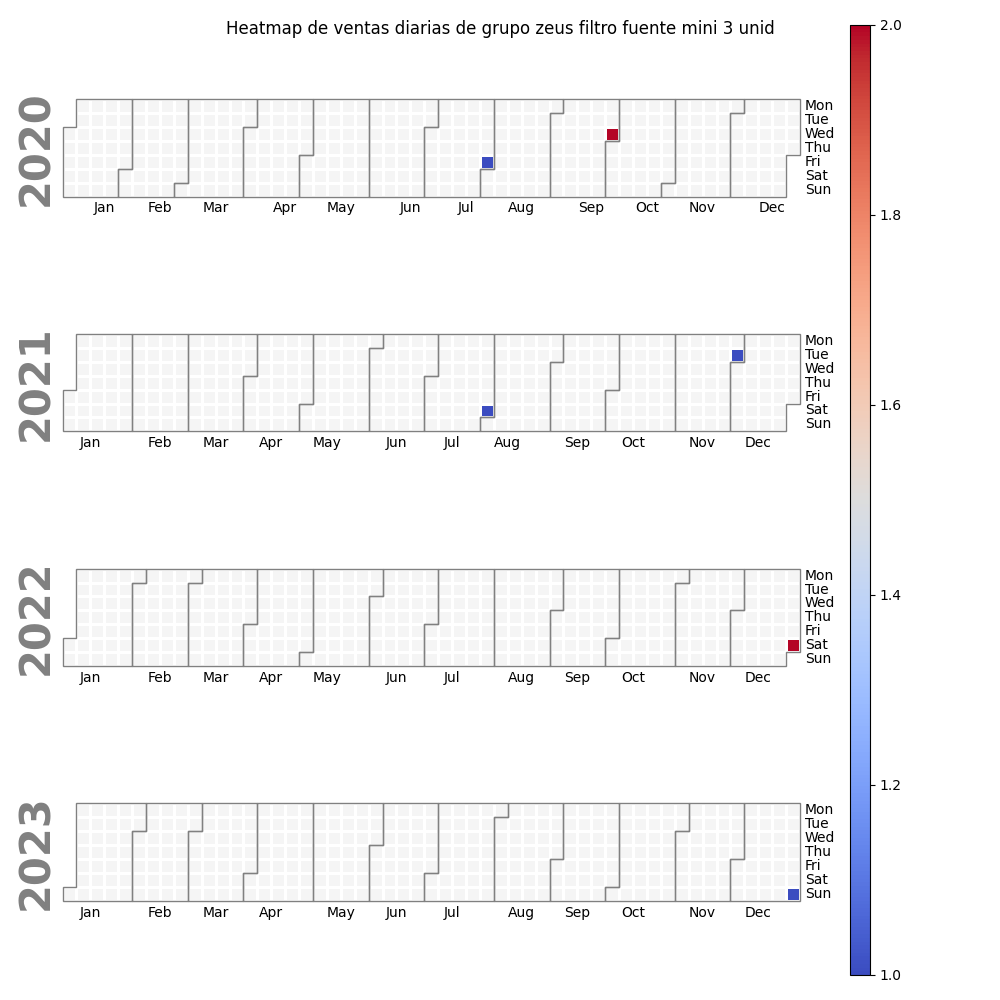 Heatmap de ventas diarias de grupo zeus filtro fuente mini 3 unid
2020
Mon
Tue
Wed
Thu
Fri
Sat
Sun
Jan Feb Mar Apr May Jun Jul Aug Sep Oct Nov Dec
2021
Mon
Tue
Wed
Thu
Fri
Sat
Sun
Jan Feb Mar Apr May Jun Jul Aug Sep Oct Nov Dec
2022
Mon
Tue
Wed
Thu
Fri
Sat
Sun
Jan Feb Mar Apr May Jun Jul Aug Sep Oct Nov Dec
2023
Mon
Tue
Wed
Thu
Fri
Sat
Sun
Jan Feb Mar Apr May Jun Jul Aug Sep Oct Nov Dec
2.0
1.8
1.6
1.4
1.2
1.0